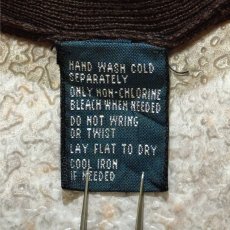 HAND WASH COLD
SEPARATELY
ONLY NON-CHLORINE
BLEACH WHEN NEEDED
DO NOT WRING
OR TWIST
LAY FLAT TO DRY
COOL IRON
IF NEEDED